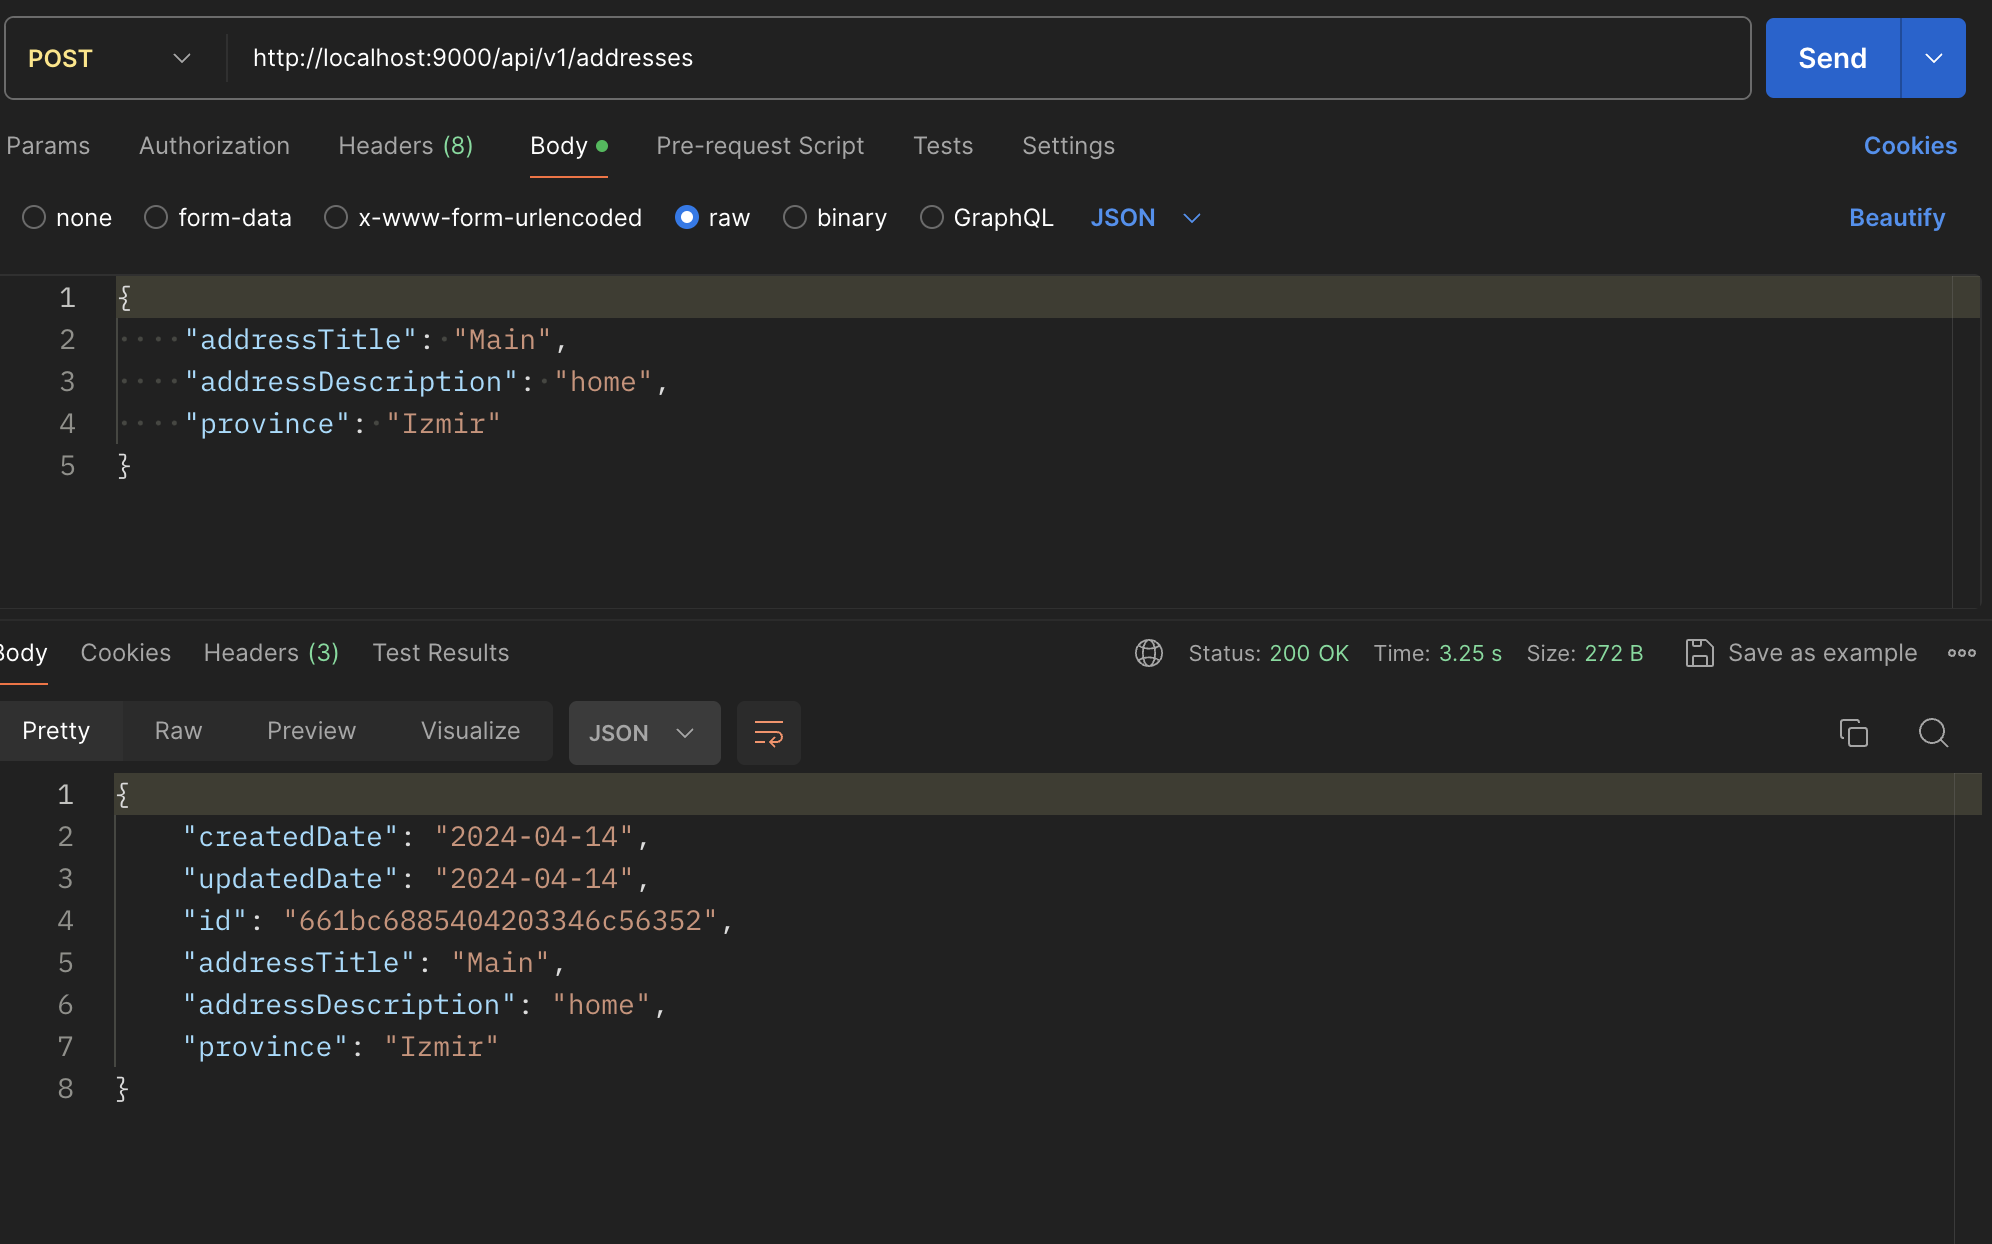 POST http://localhost:9000/api/v1/addresses Send
Params Authorization Headers (8) Body Pre-request Script Tests Settings Cookies
none form-data x-www-form-urlencoded raw binary GraphQL JSON Beautify
1 {
2 "addressTitle": "Main",
3 "addressDescription": "home",
4 "province": "Izmir"
5 }
Body Cookies Headers (3) Test Results Status: 200 OK Time: 3.25 s Size: 272 B Save as example
Pretty Raw Preview Visualize JSON
1 {
2 "createdDate": "2024-04-14",
3 "updatedDate": "2024-04-14",
4 "id": "661bc6885404203346c56352",
5 "addressTitle": "Main",
6 "addressDescription": "home",
7 "province": "Izmir"
8 }